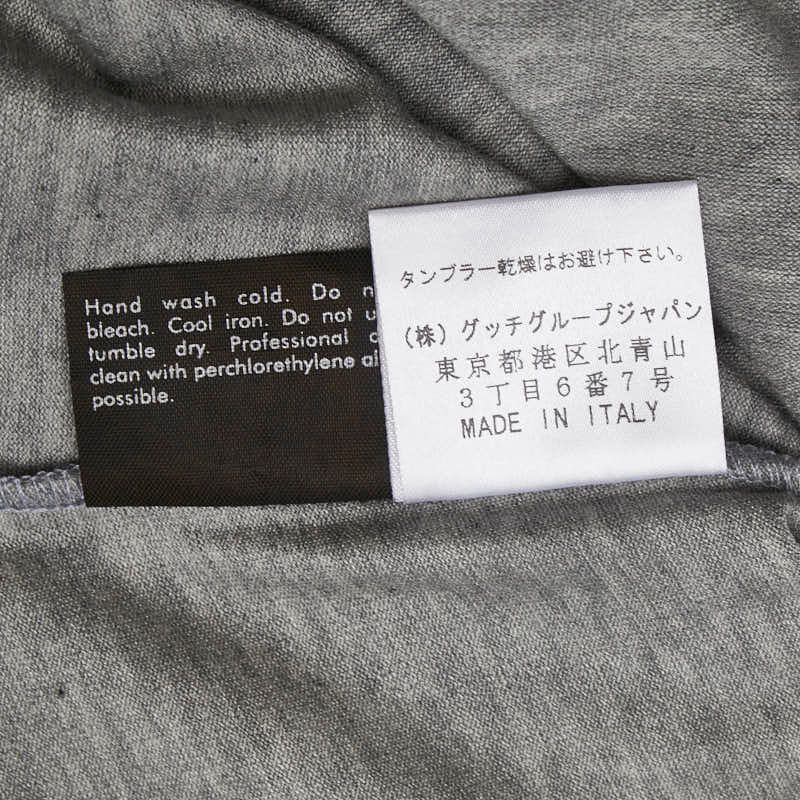 Hand wash cold. Do
bleach. Cool iron. Do not
tumble dry. Professional
clean with perchlorethylene
possible.
タンブラー乾燥はお避け下さい。
（株）グッチグループジャパン
東京都港区北青山
３丁目６番７号
MADE IN ITALY